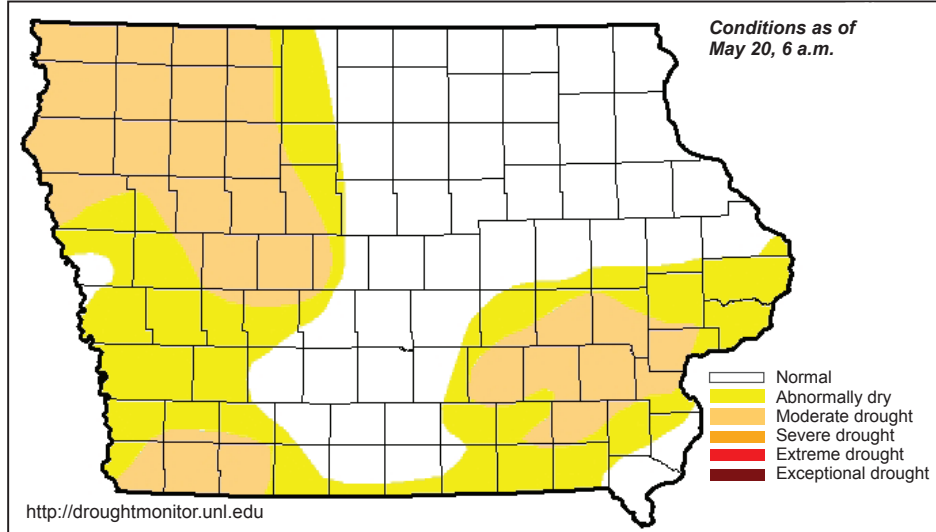 Conditions as of
May 20, 6 a.m.
Normal
Abnormally dry
Moderate drought
Severe drought
Extreme drought
Exceptional drought
http://droughtmonitor.unl.edu